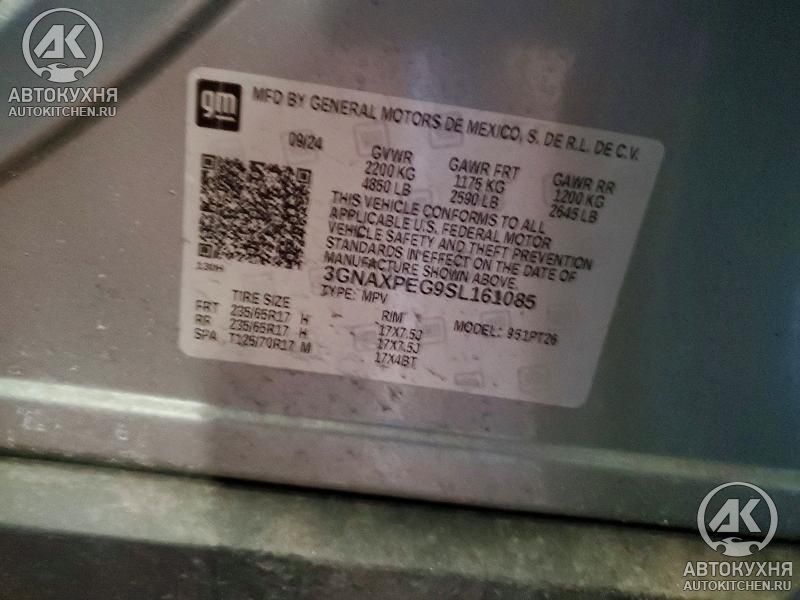 АК
АВТОКУХНЯ
AUTOKITCHEN.RU
gm
MFD BY GENERAL MOTORS DE MEXICO, S. DE R.L. DE C.V.
09/24
GVWR GAWR FRT GAWR RR
2200 KG 1175 KG 1200 KG
4850 LB 2590 LB 2645 LB
THIS VEHICLE CONFORMS TO ALL
APPLICABLE U.S. FEDERAL MOTOR
VEHICLE SAFETY AND THEFT PREVENTION
STANDARDS IN EFFECT ON THE DATE OF
MANUFACTURE SHOWN ABOVE.
3GNAXPEG9SL161085
TYPE: MPV MODEL: 9S1PT26
TIRE SIZE RIM
FRT 235/65R17 H 17X7.5J
RR 235/65R17 H 17X7.5J
SPA T125/70R17 M 17X4BT
АК
АВТОКУХНЯ
AUTOKITCHEN.RU